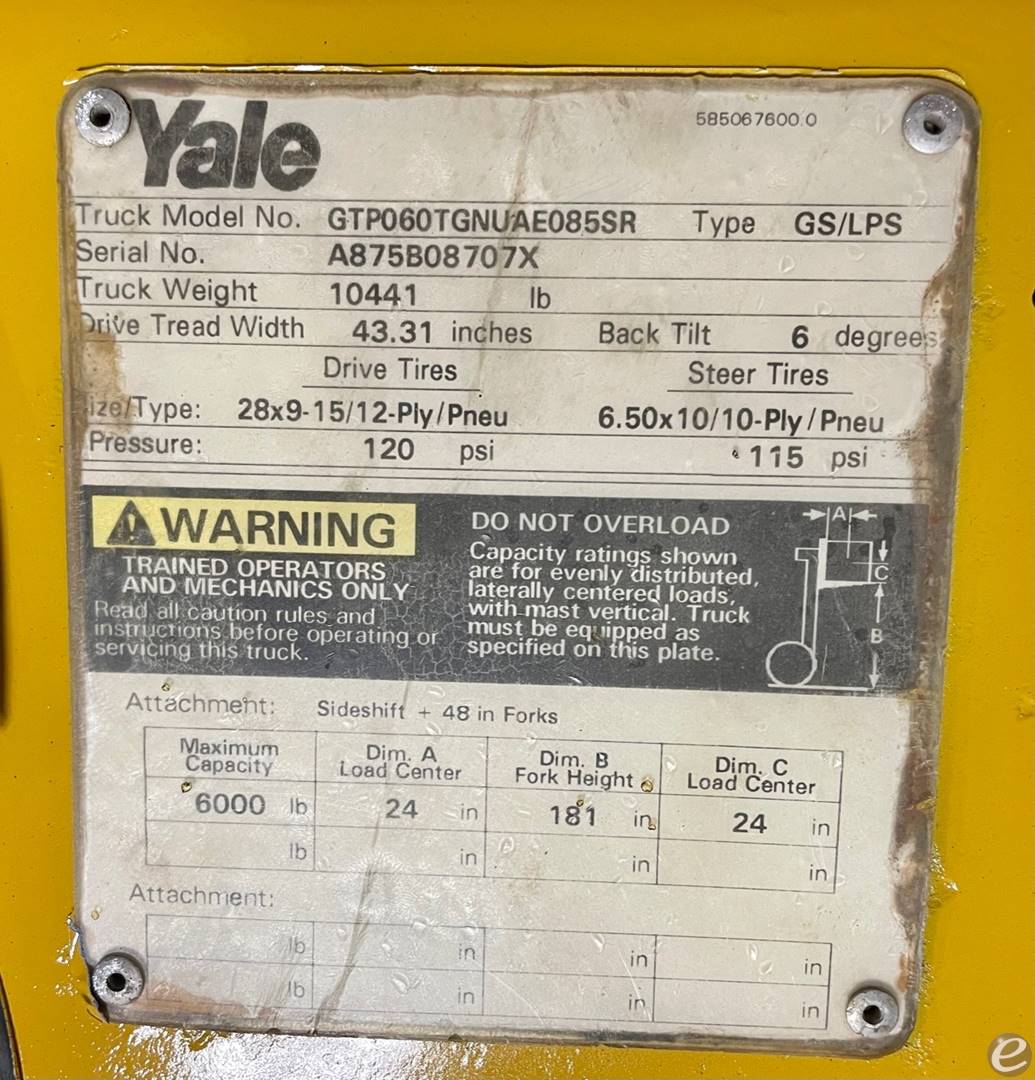 Yale
585067600.0
Truck Model No. GTP060TGNUAE085SR Type GS/LPS
Serial No. A875B08707X
Truck Weight 10441 lb
Drive Tread Width 43.31 inches Back Tilt 6 degrees
Drive Tires Steer Tires
Size/Type: 28x9-15/12-Ply/Pneu 6.50x10/10-Ply/Pneu
Pressure: 120 psi 115 psi
WARNING
TRAINED OPERATORS
AND MECHANICS ONLY
Read all caution rules and
instructions before operating or
servicing this truck.
DO NOT OVERLOAD
Capacity ratings shown
are for evenly distributed,
laterally centered loads,
with mast vertical. Truck
must be equipped as
specified on this plate.
A
C
B
Attachment: Sideshift + 48 in Forks
Maximum Capacity Dim. A Load Center Dim. B Fork Height Dim. C Load Center
6000 lb 24 in 181 in 24 in
lb in in in
Attachment:
lb in in in
lb in in in
e